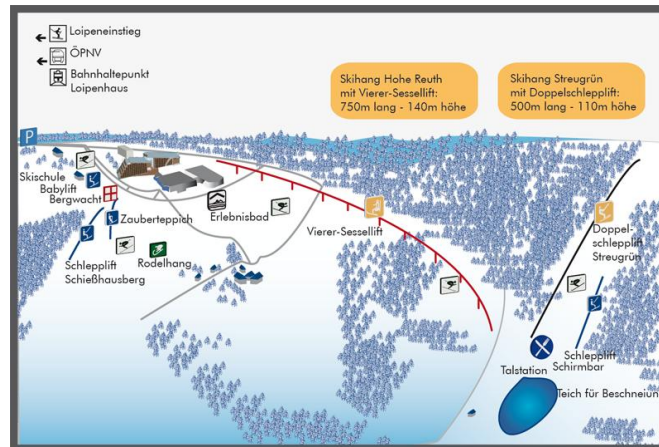 Loipeneinstieg
ÖPNV
Bahnhaltepunkt
Loipenhaus
Skihang Hohe Reuth
mit Vierer-Sessellift:
750m lang - 140m höhe
Skihang Streugrün
mit Doppelschlepplift:
500m lang - 110m höhe
P
Skischule
Babylift
Bergwacht
Zauberteppich
Erlebnisbad
Vierer-Sessellift
Doppel-
schlepplift
Streugrün
Schlepplift
Schießhausberg
Rodelhang
Schlepplift
Schirmbar
Talstation
Teich für Beschneiun